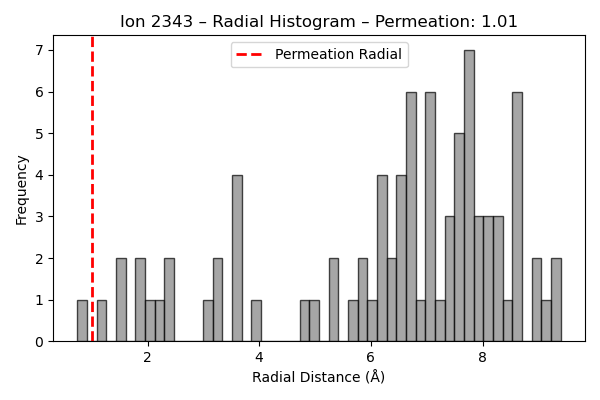 Ion 2343 – Radial Histogram – Permeation: 1.01
Permeation Radial
Frequency
7
6
5
4
3
2
1
0
2 4 6 8
Radial Distance (Å)